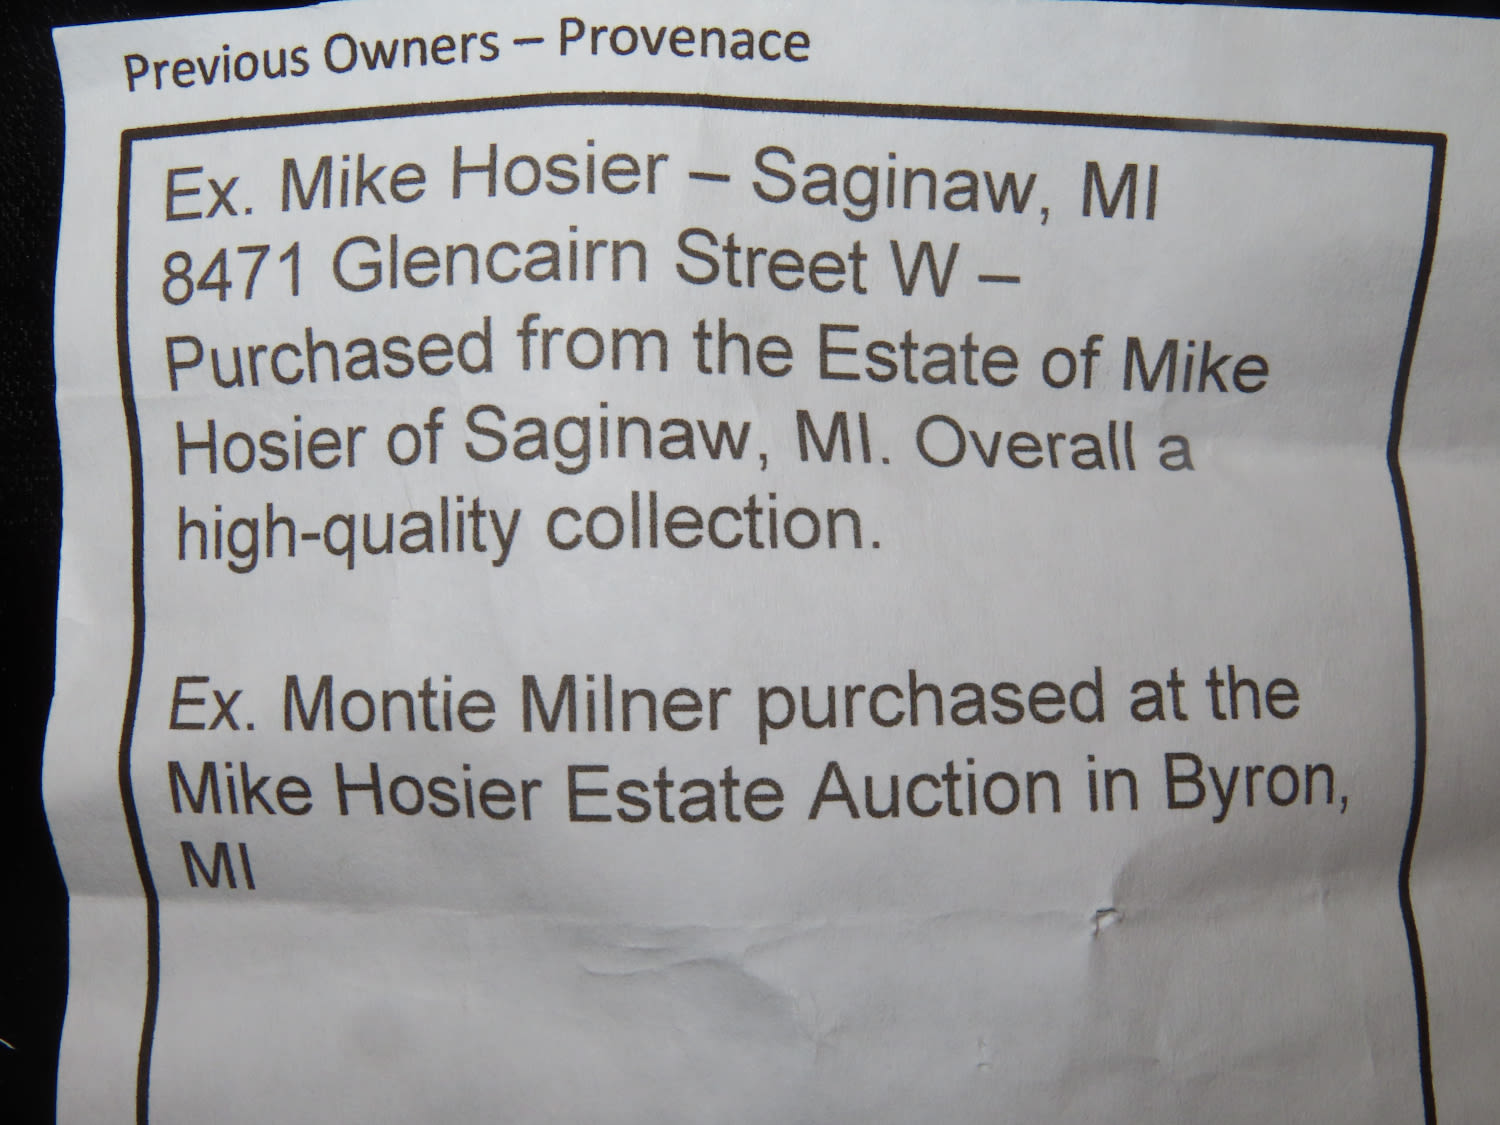 Previous Owners – Provenace
Ex. Mike Hosier – Saginaw, MI
8471 Glencairn Street W –
Purchased from the Estate of Mike
Hosier of Saginaw, MI. Overall a
high-quality collection.
Ex. Montie Milner purchased at the
Mike Hosier Estate Auction in Byron,
MI